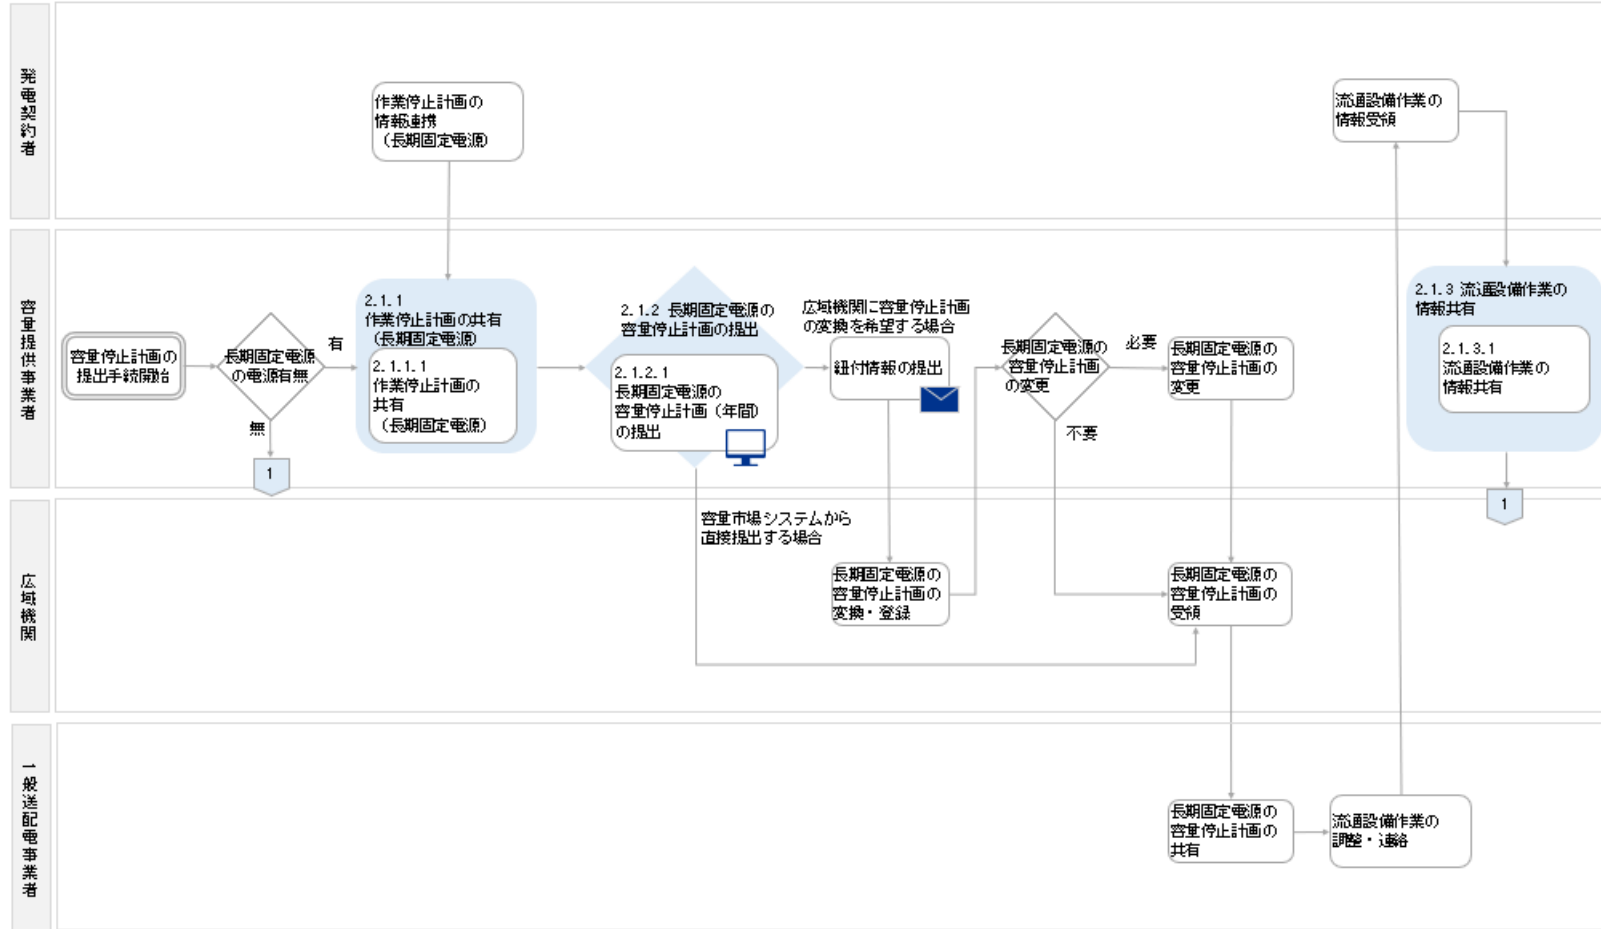 発電契約者
作業停止計画の
情報連携
（長期固定電源）
流通設備作業の
情報受領
容量提供事業者
容量停止計画の
提出手続開始
長期固定電源
の電源有無
有
無
1
2.1.1
作業停止計画の共有
（長期固定電源）
2.1.1.1
作業停止計画の
共有
（長期固定電源）
2.1.2 長期固定電源の
容量停止計画の提出
2.1.2.1
長期固定電源の
容量停止計画（年間）
の提出
広域機関に容量停止計画
の変換を希望する場合
紐付情報の提出
長期固定電源の
容量停止計画
の変更
必要
不要
長期固定電源の
容量停止計画の
変更
2.1.3 流通設備作業の
情報共有
2.1.3.1
流通設備作業の
情報共有
1
広域機関
容量市場システムから
直接提出する場合
長期固定電源の
容量停止計画の
変換・登録
長期固定電源の
容量停止計画の
受領
一般送配電事業者
長期固定電源の
容量停止計画の
共有
流通設備作業の
調整・連絡